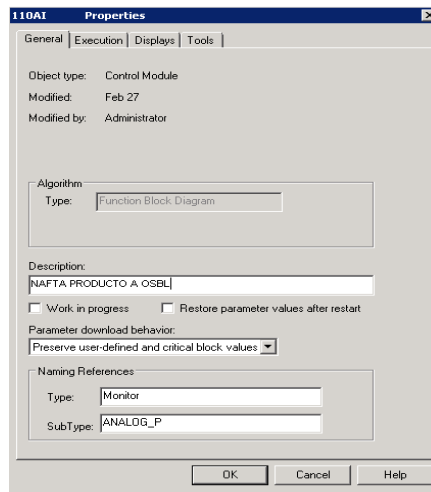 110AI Properties
General Execution Displays Tools
Object type: Control Module
Modified: Feb 27
Modified by: Administrator
Algorithm
Type: Function Block Diagram
Description:
NAFTA PRODUCTO A OSBL
Work in progress Restore parameter values after restart
Parameter download behavior:
Preserve user-defined and critical block values
Naming References
Type: Monitor
SubType: ANALOG_P
OK Cancel Help